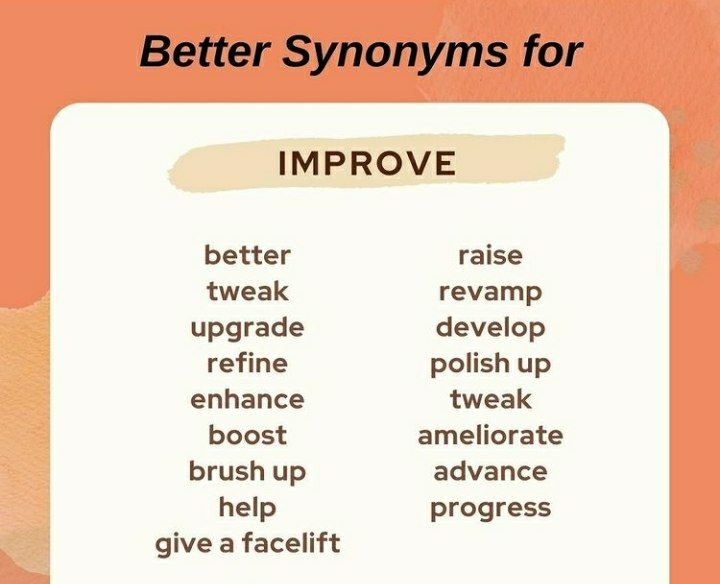 Better Synonyms for
IMPROVE
better
tweak
upgrade
refine
enhance
boost
brush up
help
give a facelift
raise
revamp
develop
polish up
tweak
ameliorate
advance
progress